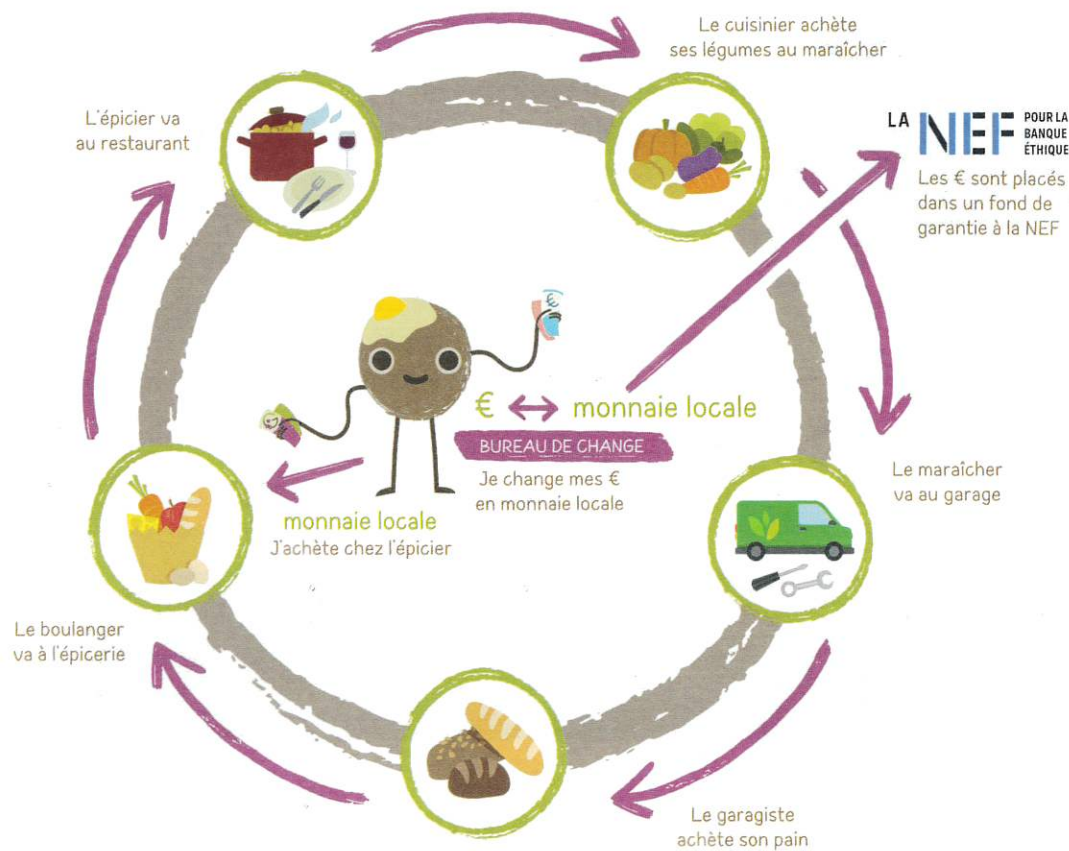 Le cuisinier achète
ses légumes au maraîcher
L'épicier va
au restaurant
LA NEF POUR LA
BANQUE
ÉTHIQUE
Les € sont placés
dans un fond de
garantie à la NEF
€
€ ↔ monnaie locale
BUREAU DE CHANGE
Je change mes €
en monnaie locale
monnaie locale
J'achète chez l'épicier
Le maraîcher
va au garage
Le boulanger
va à l'épicerie
Le garagiste
achète son pain